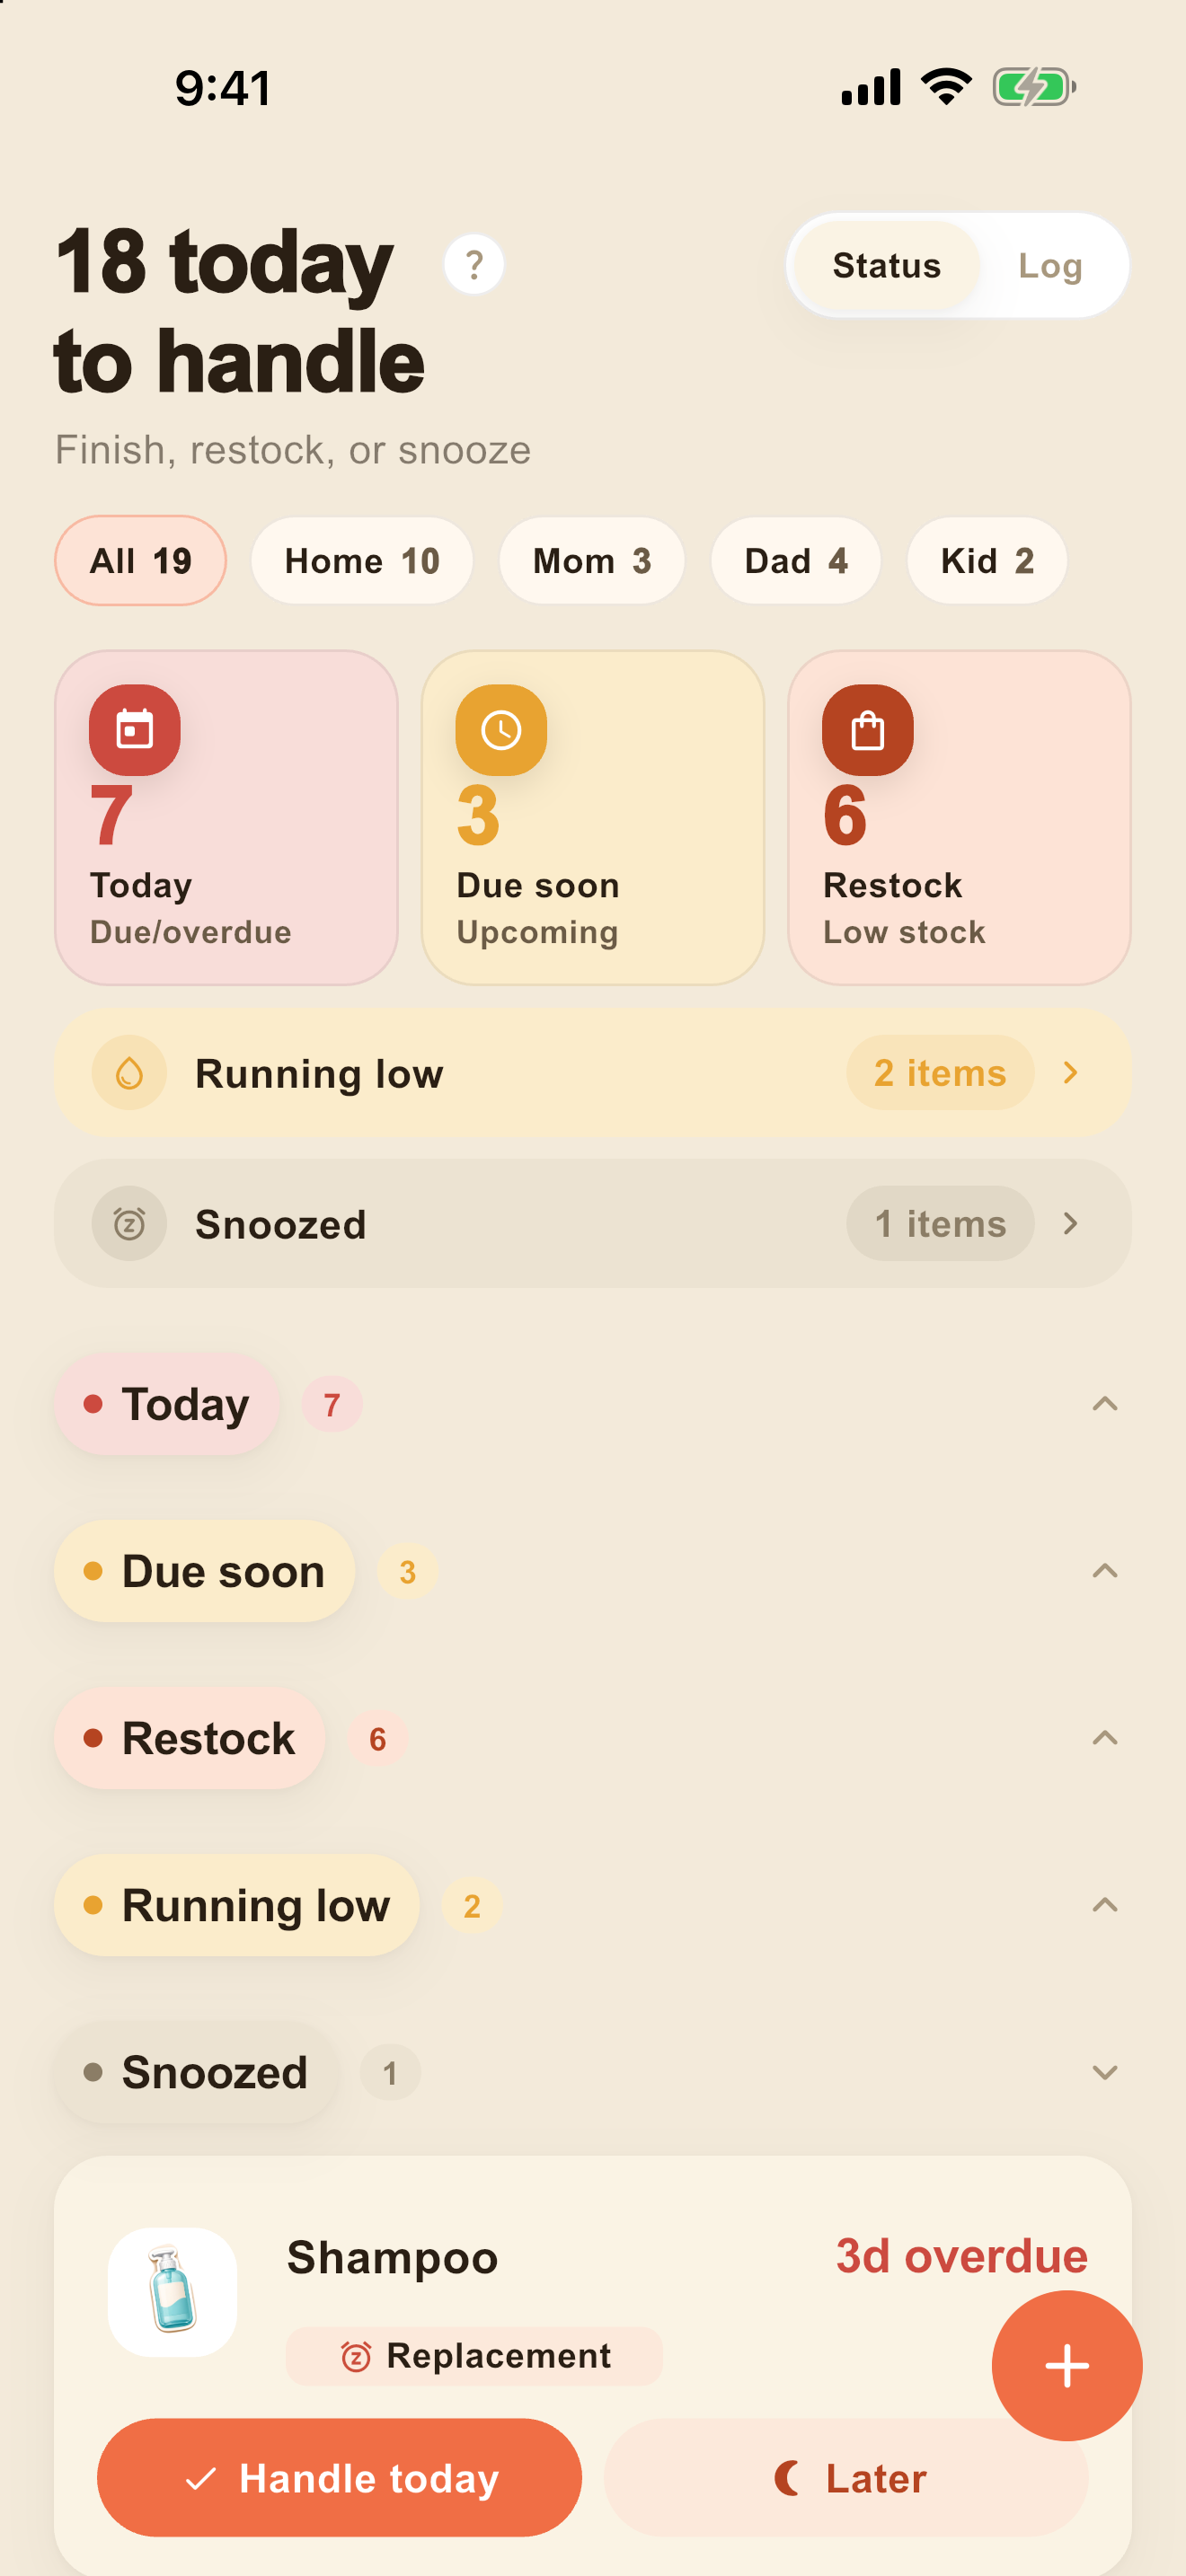 9:41
18 today
?
to handle
Status Log
Finish, restock, or snooze
All 19 Home 10 Mom 3 Dad 4 Kid 2
7
Today
Due/overdue
3
Due soon
Upcoming
6
Restock
Low stock
Running low 2 items
Snoozed 1 items
Today 7
Due soon 3
Restock 6
Running low 2
Snoozed 1
Shampoo 3d overdue
Replacement
Handle today Later